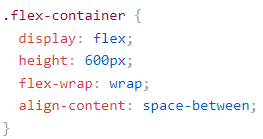 .flex-container {
  display: flex;
  height: 600px;
  flex-wrap: wrap;
  align-content: space-between;
}